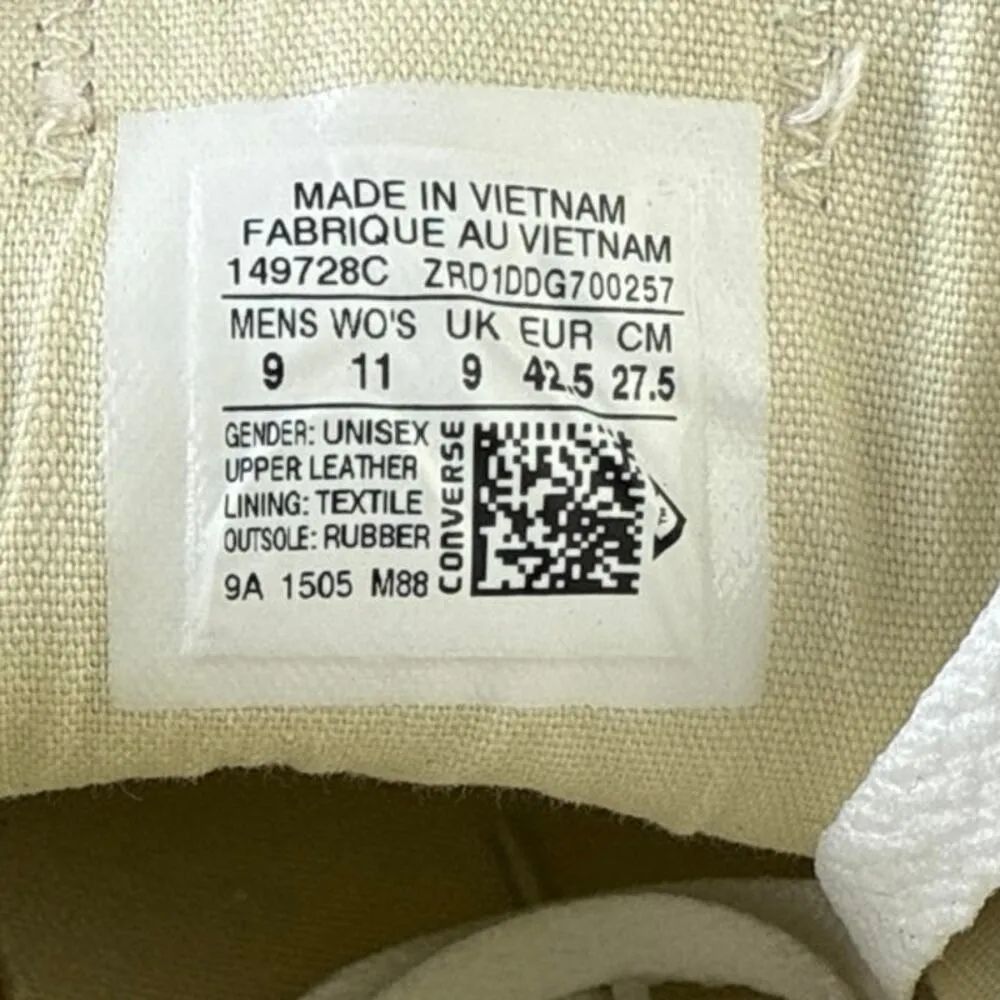 MADE IN VIETNAM
FABRIQUE AU VIETNAM
149728C ZRD1DDG700257
MENS WO'S UK EUR CM
9 11 9 42.5 27.5
GENDER: UNISEX
UPPER LEATHER
LINING: TEXTILE
OUTSOLE: RUBBER
9A 1505 M88
CONVERSE
TM